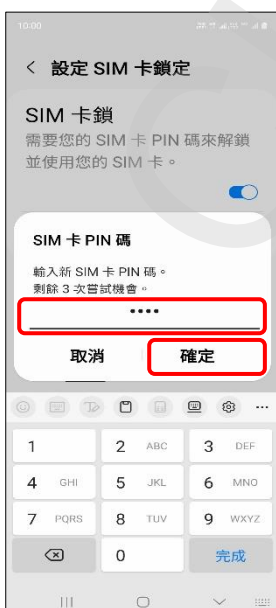 10:00
設定 SIM 卡鎖定
SIM 卡鎖
需要您的 SIM 卡 PIN 碼來解鎖
並使用您的 SIM 卡。
SIM 卡 PIN 碼
輸入新 SIM 卡 PIN 碼。
剩餘 3 次嘗試機會。
••••
取消 確定
1 2 ABC 3 DEF
4 GHI 5 JKL 6 MNO
7 PQRS 8 TUV 9 WXYZ
0 完成